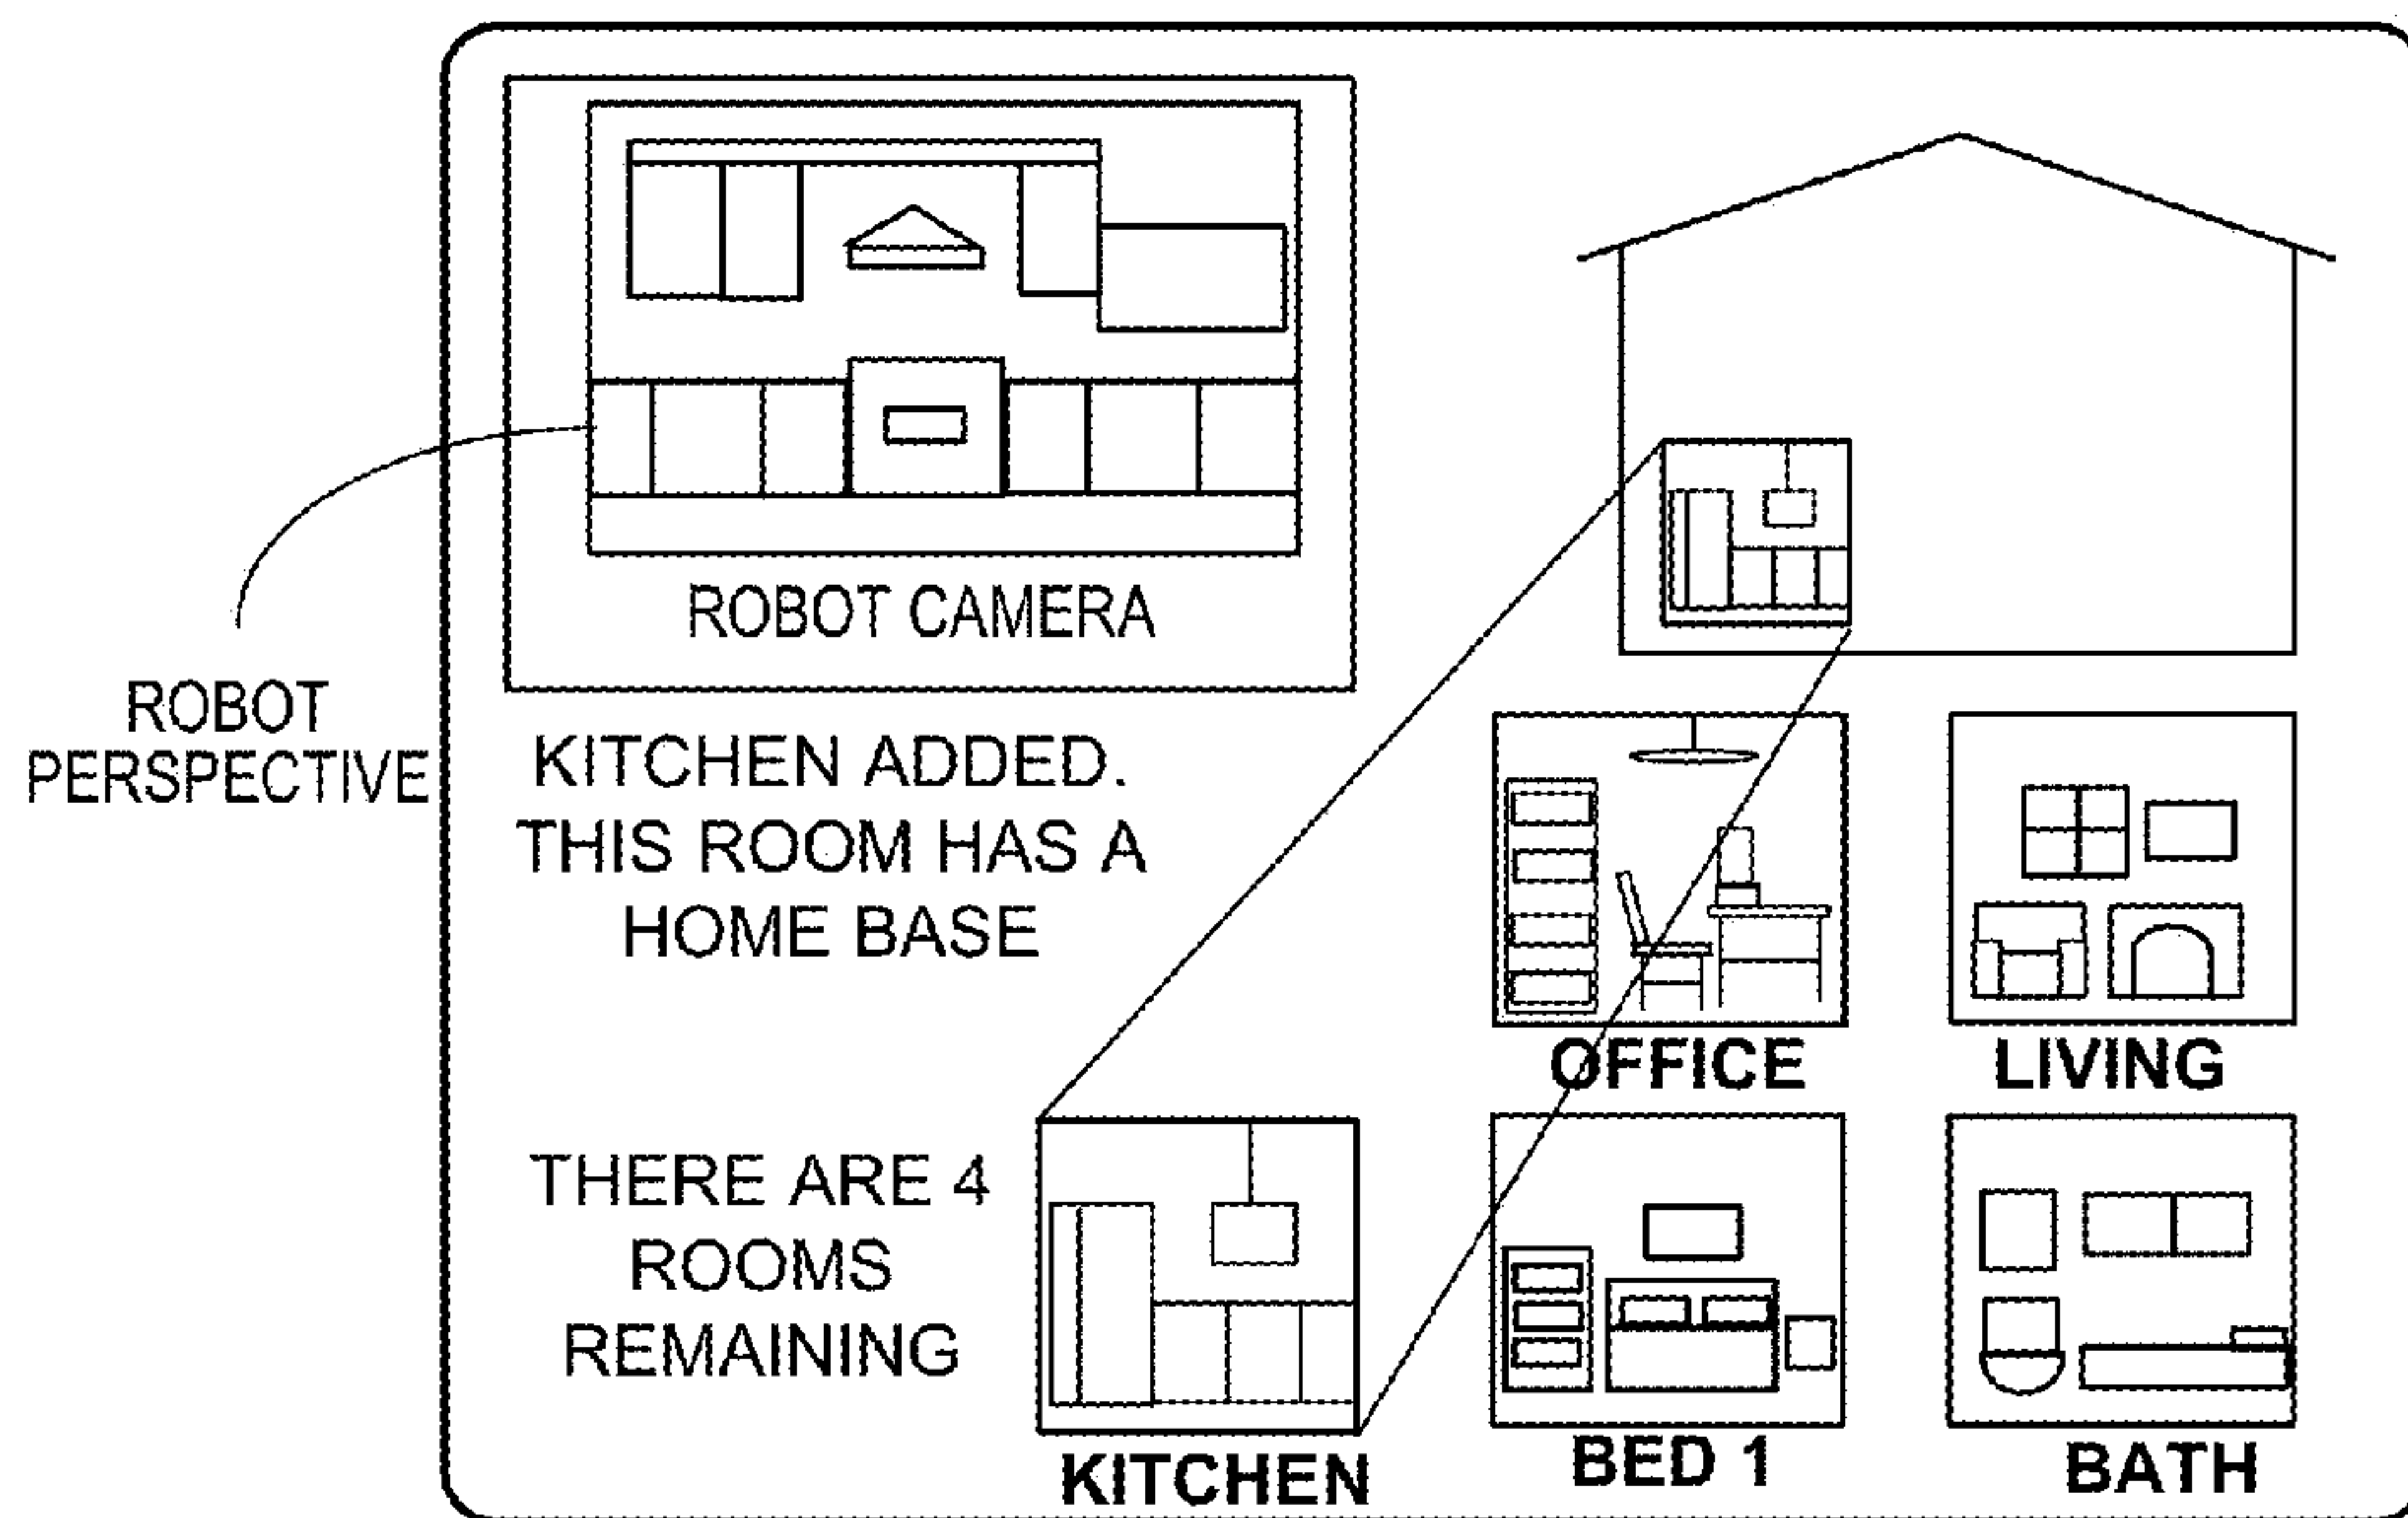 ROBOT CAMERA
ROBOT
PERSPECTIVE
KITCHEN ADDED.
THIS ROOM HAS A
HOME BASE
OFFICE
LIVING
THERE ARE 4
ROOMS
REMAINING
KITCHEN
BED 1
BATH